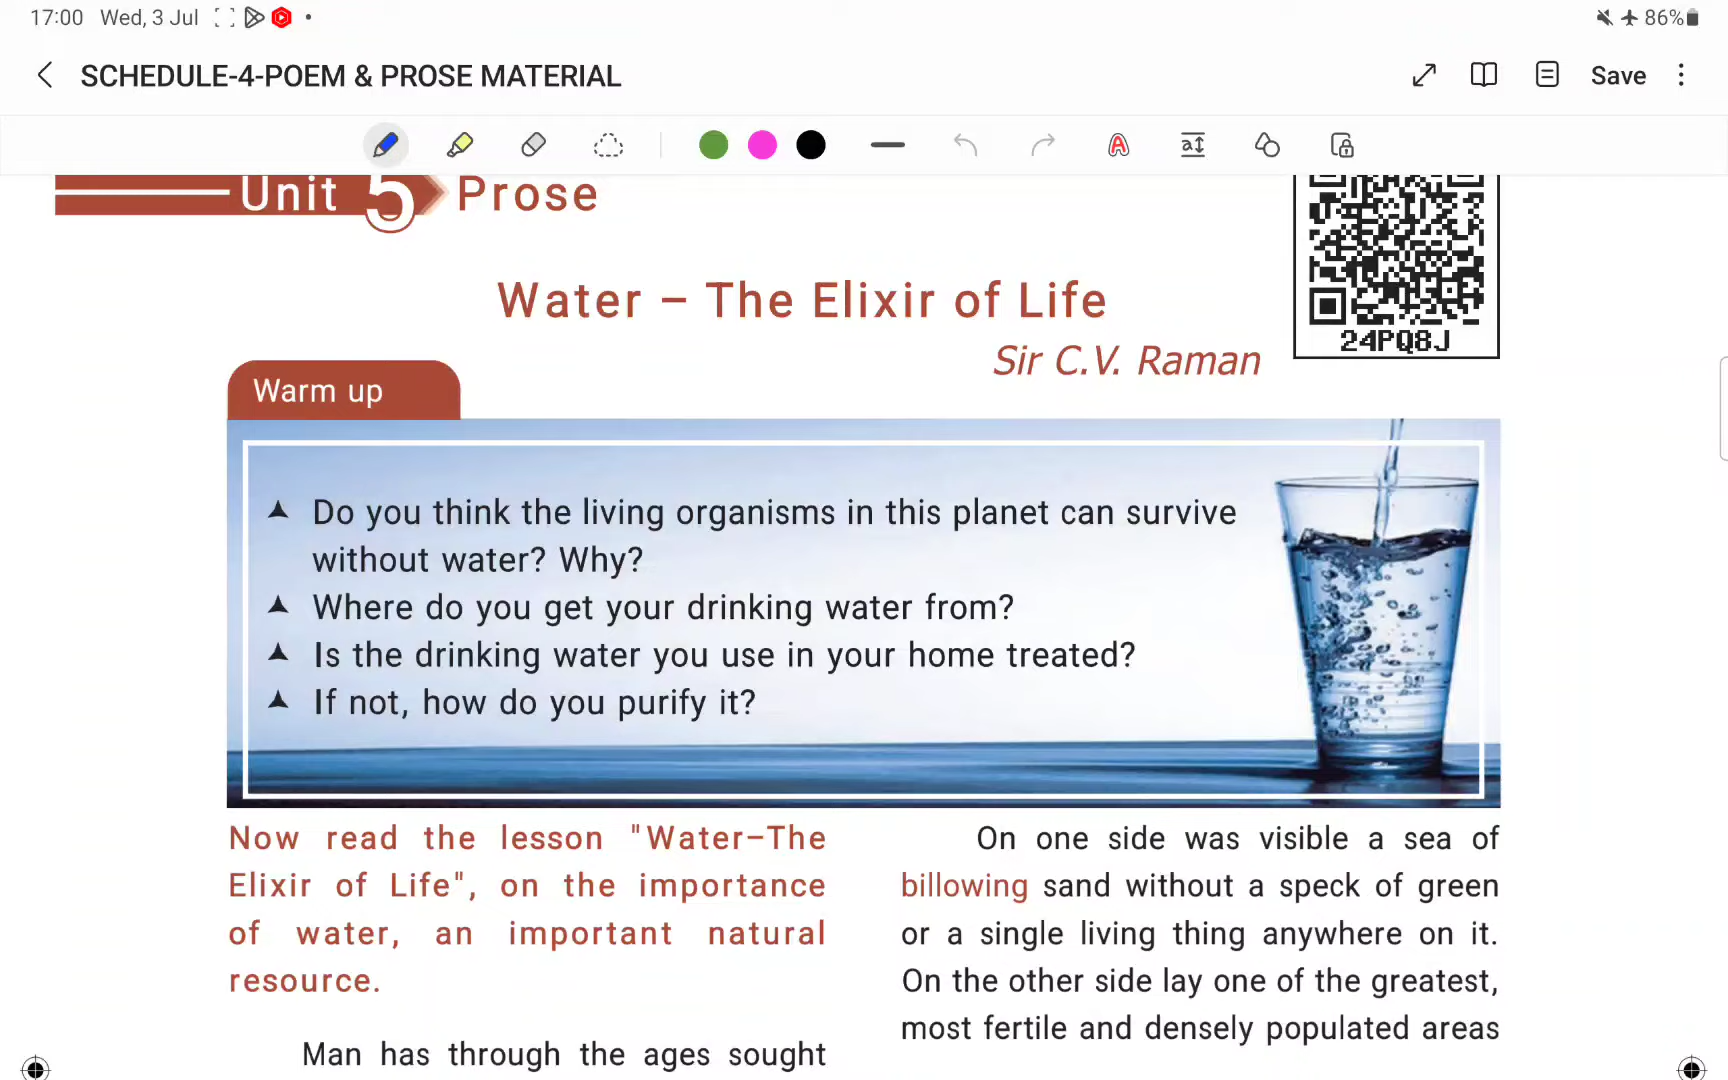 17:00 Wed, 3 Jul
86%
SCHEDULE-4-POEM & PROSE MATERIAL
Save
Unit 5 Prose
Water – The Elixir of Life
Sir C.V. Raman
24PQ8J
Warm up
Do you think the living organisms in this planet can survive
without water? Why?
Where do you get your drinking water from?
Is the drinking water you use in your home treated?
If not, how do you purify it?
Now read the lesson "Water–The
Elixir of Life", on the importance
of water, an important natural
resource.
Man has through the ages sought
On one side was visible a sea of
billowing sand without a speck of green
or a single living thing anywhere on it.
On the other side lay one of the greatest,
most fertile and densely populated areas